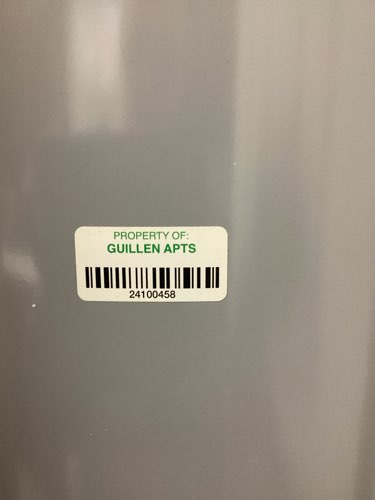 PROPERTY OF:
GUILLEN APTS
24100458